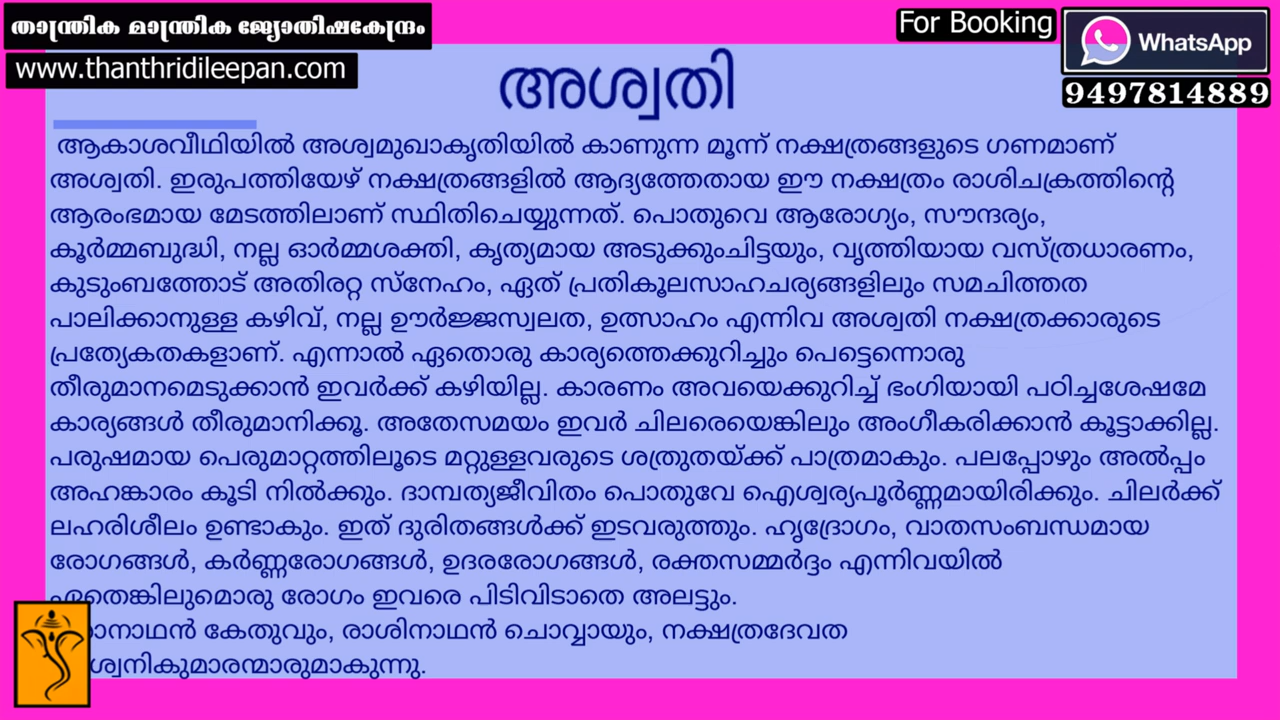 താന്ത്രിക മാന്ത്രിക ജ്യോതിഷകേന്ദ്രം
www.thanthridileepan.com
For Booking
WhatsApp
9497814889
അശ്വതി
ആകാശവീഥിയിൽ അശ്വമുഖാകൃതിയിൽ കാണുന്ന മൂന്ന് നക്ഷത്രങ്ങളുടെ ഗണമാണ്
അശ്വതി. ഇരുപത്തിയേഴ് നക്ഷത്രങ്ങളിൽ ആദ്യത്തേതായ ഈ നക്ഷത്രം രാശിചക്രത്തിന്റെ
ആരംഭമായ മേടത്തിലാണ് സ്ഥിതിചെയ്യുന്നത്. പൊതുവെ ആരോഗ്യം, സൗന്ദര്യം,
കൂർമ്മബുദ്ധി, നല്ല ഓർമ്മശക്തി, കൃത്യമായ അടുക്കുംചിട്ടയും, വൃത്തിയായ വസ്ത്രധാരണം,
കുടുംബത്തോട് അതിരറ്റ സ്നേഹം, ഏത് പ്രതികൂലസാഹചര്യങ്ങളിലും സമചിത്തത
പാലിക്കാനുള്ള കഴിവ്, നല്ല ഊർജ്ജസ്വലത, ഉത്സാഹം എന്നിവ അശ്വതി നക്ഷത്രക്കാരുടെ
പ്രത്യേകതകളാണ്. എന്നാൽ ഏതൊരു കാര്യത്തെക്കുറിച്ചും പെട്ടെന്നൊരു
തീരുമാനമെടുക്കാൻ ഇവർക്ക് കഴിയില്ല. കാരണം അവയെക്കുറിച്ച് ഭംഗിയായി പഠിച്ചശേഷമേ
കാര്യങ്ങൾ തീരുമാനിക്കൂ. അതേസമയം ഇവർ ചിലരെയെങ്കിലും അംഗീകരിക്കാൻ കൂട്ടാക്കില്ല.
പരുഷമായ പെരുമാറ്റത്തിലൂടെ മറ്റുള്ളവരുടെ ശത്രുതയ്ക്ക് പാത്രമാകും. പലപ്പോഴും അൽപ്പം
അഹങ്കാരം കൂടി നിൽക്കും. ദാമ്പത്യജീവിതം പൊതുവേ ഐശ്വര്യപൂർണ്ണമായിരിക്കും. ചിലർക്ക്
ലഹരിശീലം ഉണ്ടാകും. ഇത് ദുരിതങ്ങൾക്ക് ഇടവരുത്തും. ഹൃദ്രോഗം, വാതസംബന്ധമായ
രോഗങ്ങൾ, കർണ്ണരോഗങ്ങൾ, ഉദരരോഗങ്ങൾ, രക്തസമ്മർദ്ദം എന്നിവയിൽ
ഏതെങ്കിലുമൊരു രോഗം ഇവരെ പിടിവിടാതെ അലട്ടും.
കേതുവും, രാശിനാഥൻ ചൊവ്വായും, നക്ഷത്രദേവത